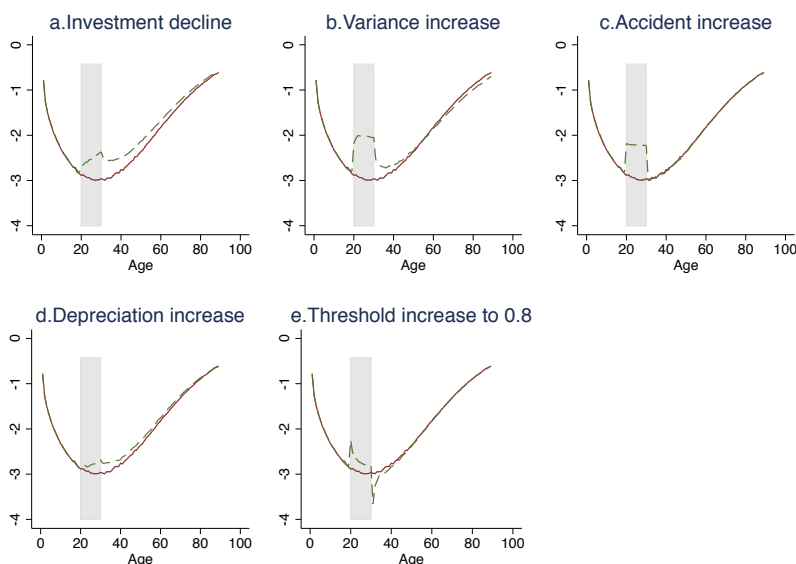 a.Investment decline
b.Variance increase
c.Accident increase
0
-1
-2
-3
-4
0 20 40 60 80 100
Age
0
-1
-2
-3
-4
0 20 40 60 80 100
Age
0
-1
-2
-3
-4
0 20 40 60 80 100
Age
d.Depreciation increase
e.Threshold increase to 0.8
0
-1
-2
-3
-4
0 20 40 60 80 100
Age
0
-1
-2
-3
-4
0 20 40 60 80 100
Age